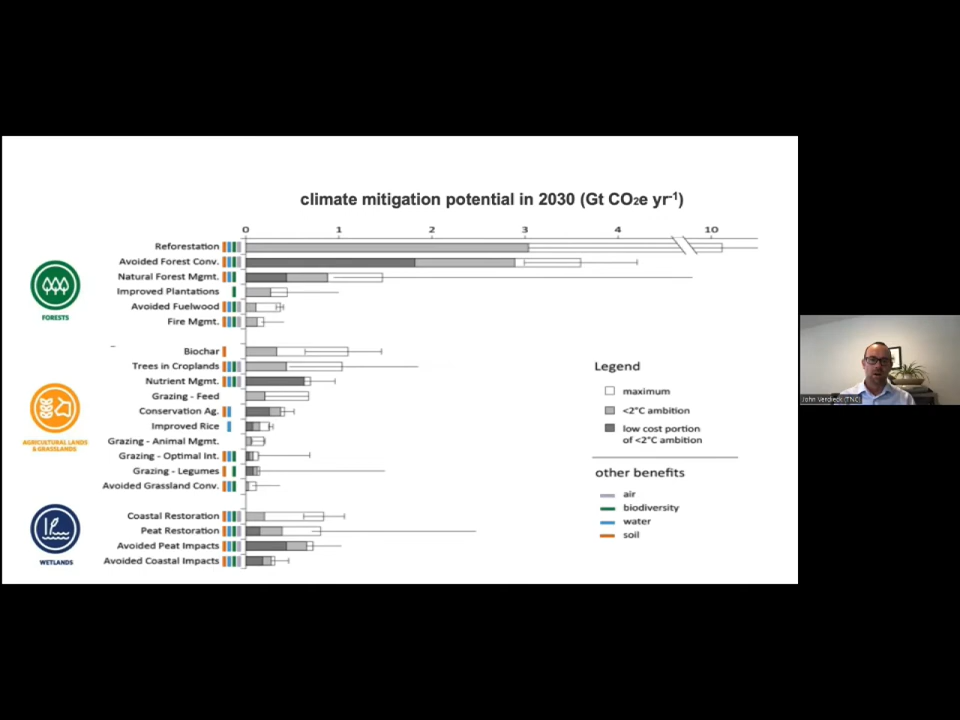 climate mitigation potential in 2030 (Gt CO₂e yr⁻¹)
0 1 2 3 4 10
Reforestation
Avoided Forest Conv.
Natural Forest Mgmt.
Improved Plantations
Avoided Fuelwood
Fire Mgmt.
FORESTS
Biochar
Trees in Croplands
Nutrient Mgmt.
Grazing - Feed
Conservation Ag.
Improved Rice
Grazing - Animal Mgmt.
Grazing - Optimal Int.
Grazing - Legumes
Avoided Grassland Conv.
AGRICULTURAL LANDS
& GRASSLANDS
Coastal Restoration
Peat Restoration
Avoided Peat Impacts
Avoided Coastal Impacts
WETLANDS
Legend
maximum
<2°C ambition
low cost portion
of <2°C ambition
other benefits
air
biodiversity
water
soil
John Verdieck (TNC)